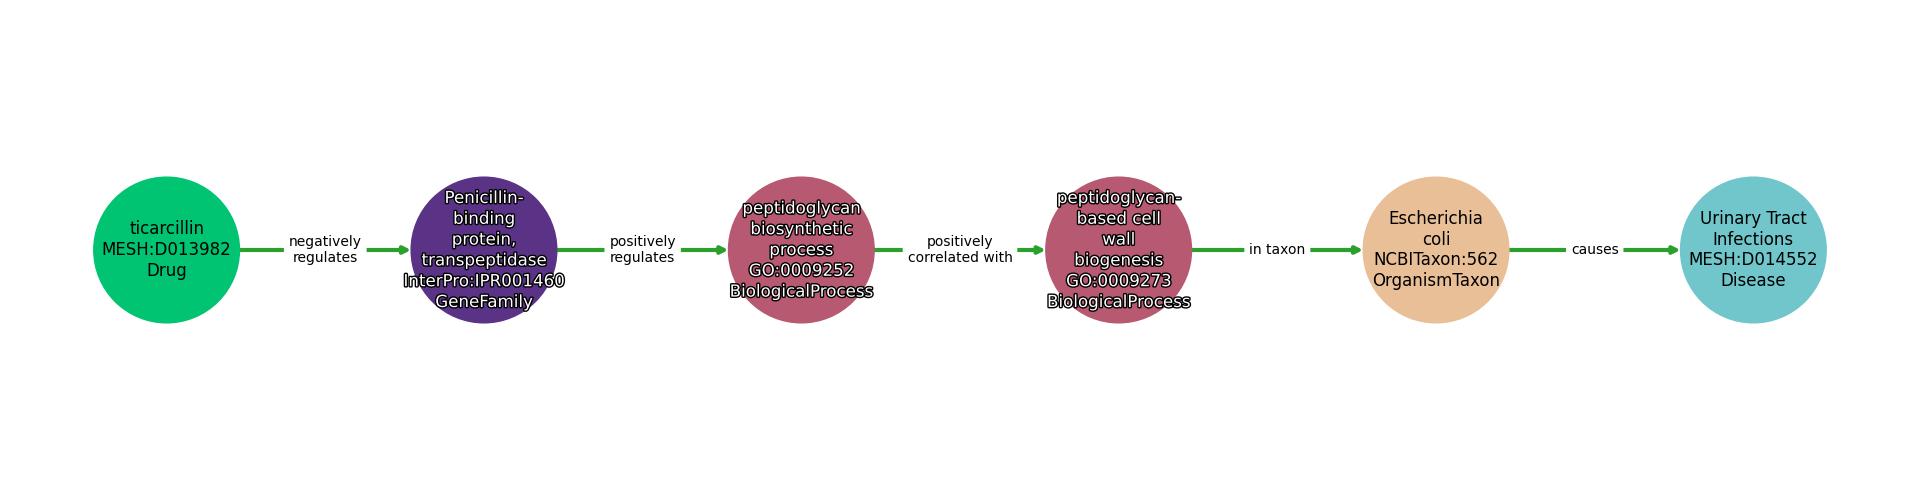 ticarcillin
MESH:D013982
Drug
negatively
regulates
Penicillin-
binding
protein,
transpeptidase
InterPro:IPR001460
GeneFamily
positively
regulates
peptidoglycan
biosynthetic
process
GO:0009252
BiologicalProcess
positively
correlated with
peptidoglycan-
based cell
wall
biogenesis
GO:0009273
BiologicalProcess
in taxon
Escherichia
coli
NCBITaxon:562
OrganismTaxon
causes
Urinary Tract
Infections
MESH:D014552
Disease